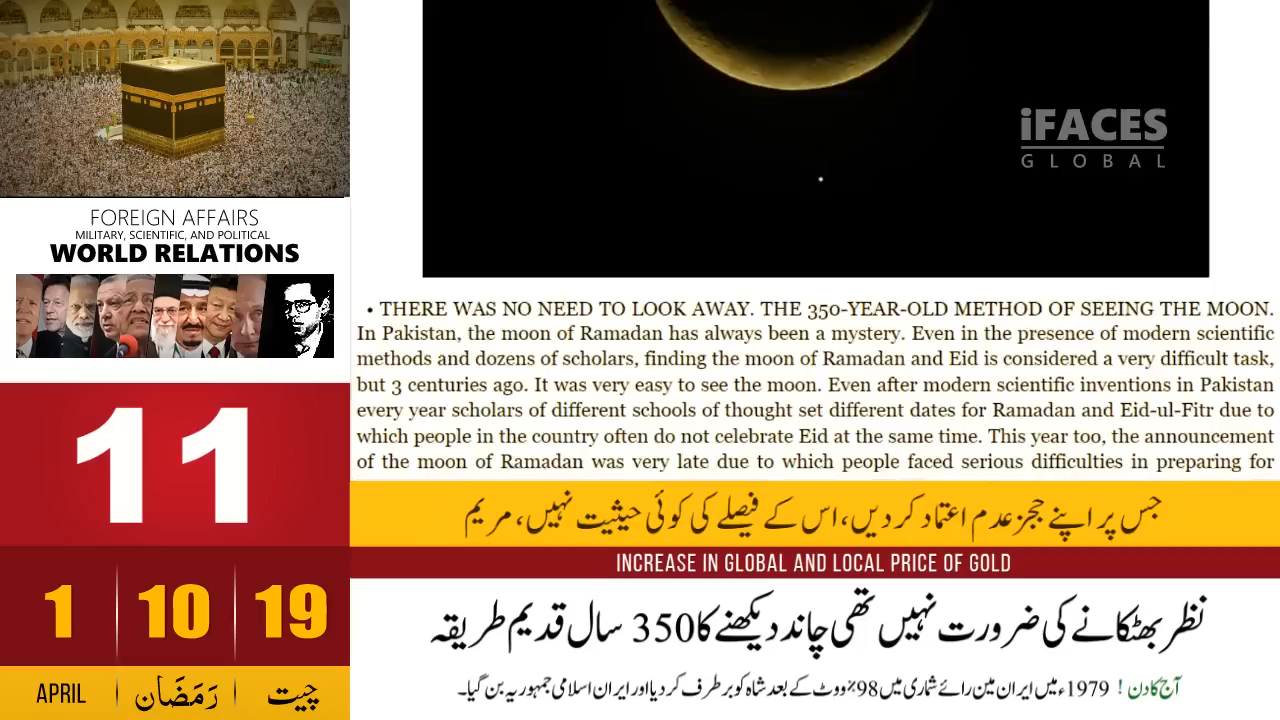 iFACES
GLOBAL
FOREIGN AFFAIRS
MILITARY, SCIENTIFIC, AND POLITICAL
WORLD RELATIONS
11
1
10
19
APRIL
رَمَضَان
چیت
• THERE WAS NO NEED TO LOOK AWAY. THE 350-YEAR-OLD METHOD OF SEEING THE MOON.
In Pakistan, the moon of Ramadan has always been a mystery. Even in the presence of modern scientific
methods and dozens of scholars, finding the moon of Ramadan and Eid is considered a very difficult task,
but 3 centuries ago. It was very easy to see the moon. Even after modern scientific inventions in Pakistan
every year scholars of different schools of thought set different dates for Ramadan and Eid-ul-Fitr due to
which people in the country often do not celebrate Eid at the same time. This year too, the announcement
of the moon of Ramadan was very late due to which people faced serious difficulties in preparing for
جس پر اپنے ججز عدم اعتماد کر دیں، اس کے فیصلے کی کوئی حیثیت نہیں، مریم
INCREASE IN GLOBAL AND LOCAL PRICE OF GOLD
نظر بھٹکانے کی ضرورت نہیں تھی چاند دیکھنے کا 350 سال قدیم طریقہ
آج کا دن ! 1979ء میں ایران مین رائے شماری میں 98٪ ووٹ کے بعد شاہ کو بر طرف کر دیا اور ایران اسلامی جمہوریہ بن گیا۔